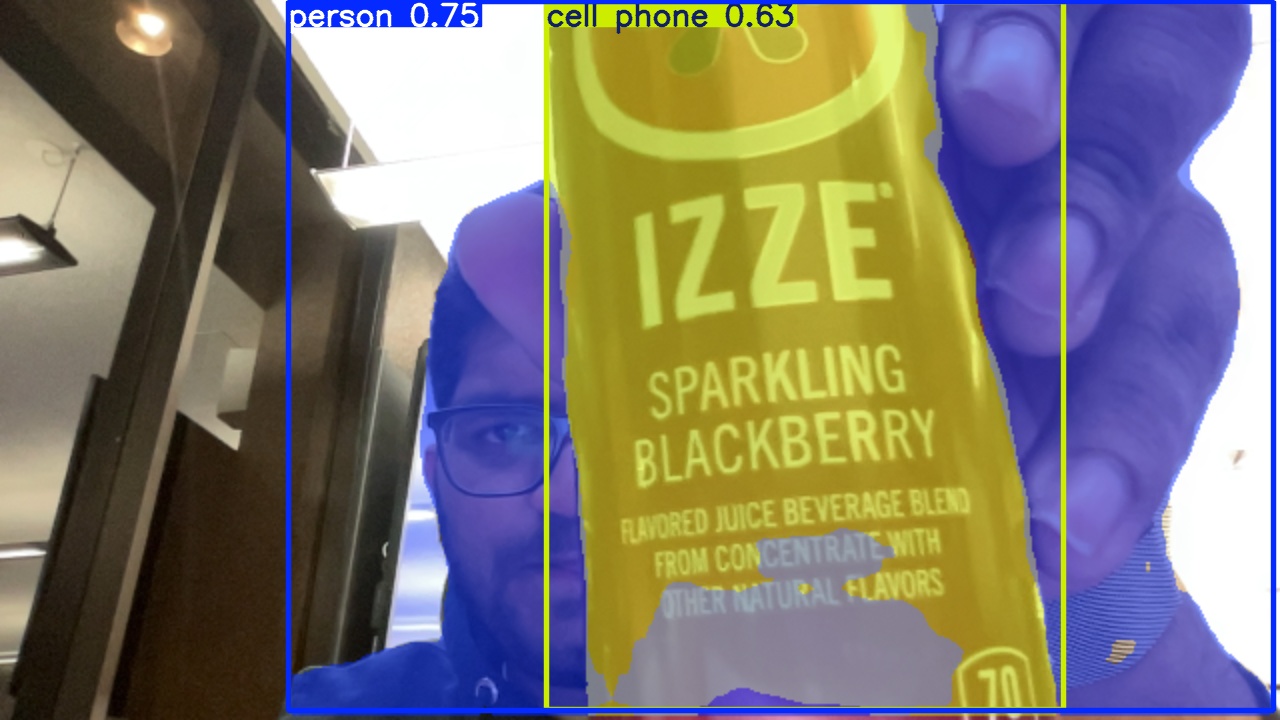 person 0.75
cell phone 0.63
IZZE®
SPARKLING
BLACKBERRY
FLAVORED JUICE BEVERAGE BLEND
FROM CONCENTRATE WITH
OTHER NATURAL FLAVORS
70